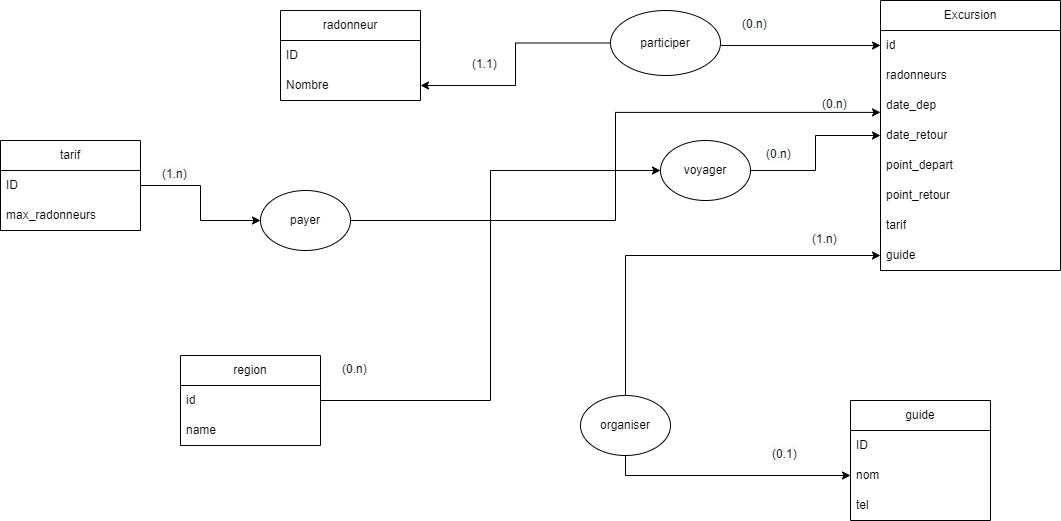 radonneur
ID
Nombre
(1.1)
participer
(0.n)
Excursion
id
radonneurs
date_dep
date_retour
point_depart
point_retour
tarif
guide
(0.n)
tarif
ID
max_radonneurs
(1.n)
payer
voyager
(0.n)
(1.n)
region
id
name
(0.n)
organiser
(0.1)
guide
ID
nom
tel